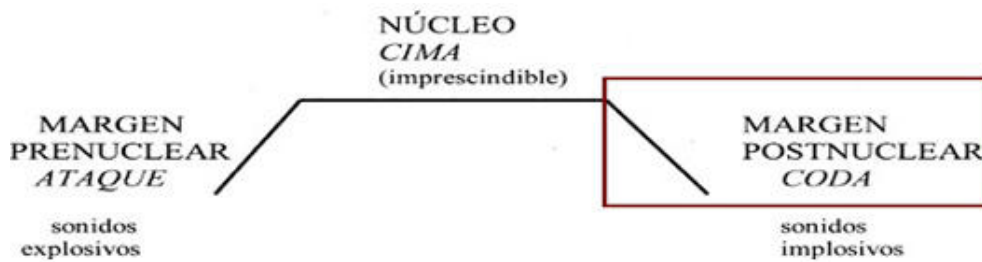 NÚCLEO
CIMA
(imprescindible)
MARGEN
PRENUCLEAR
ATAQUE
sonidos
explosivos
MARGEN
POSTNUCLEAR
CODA
sonidos
implosivos